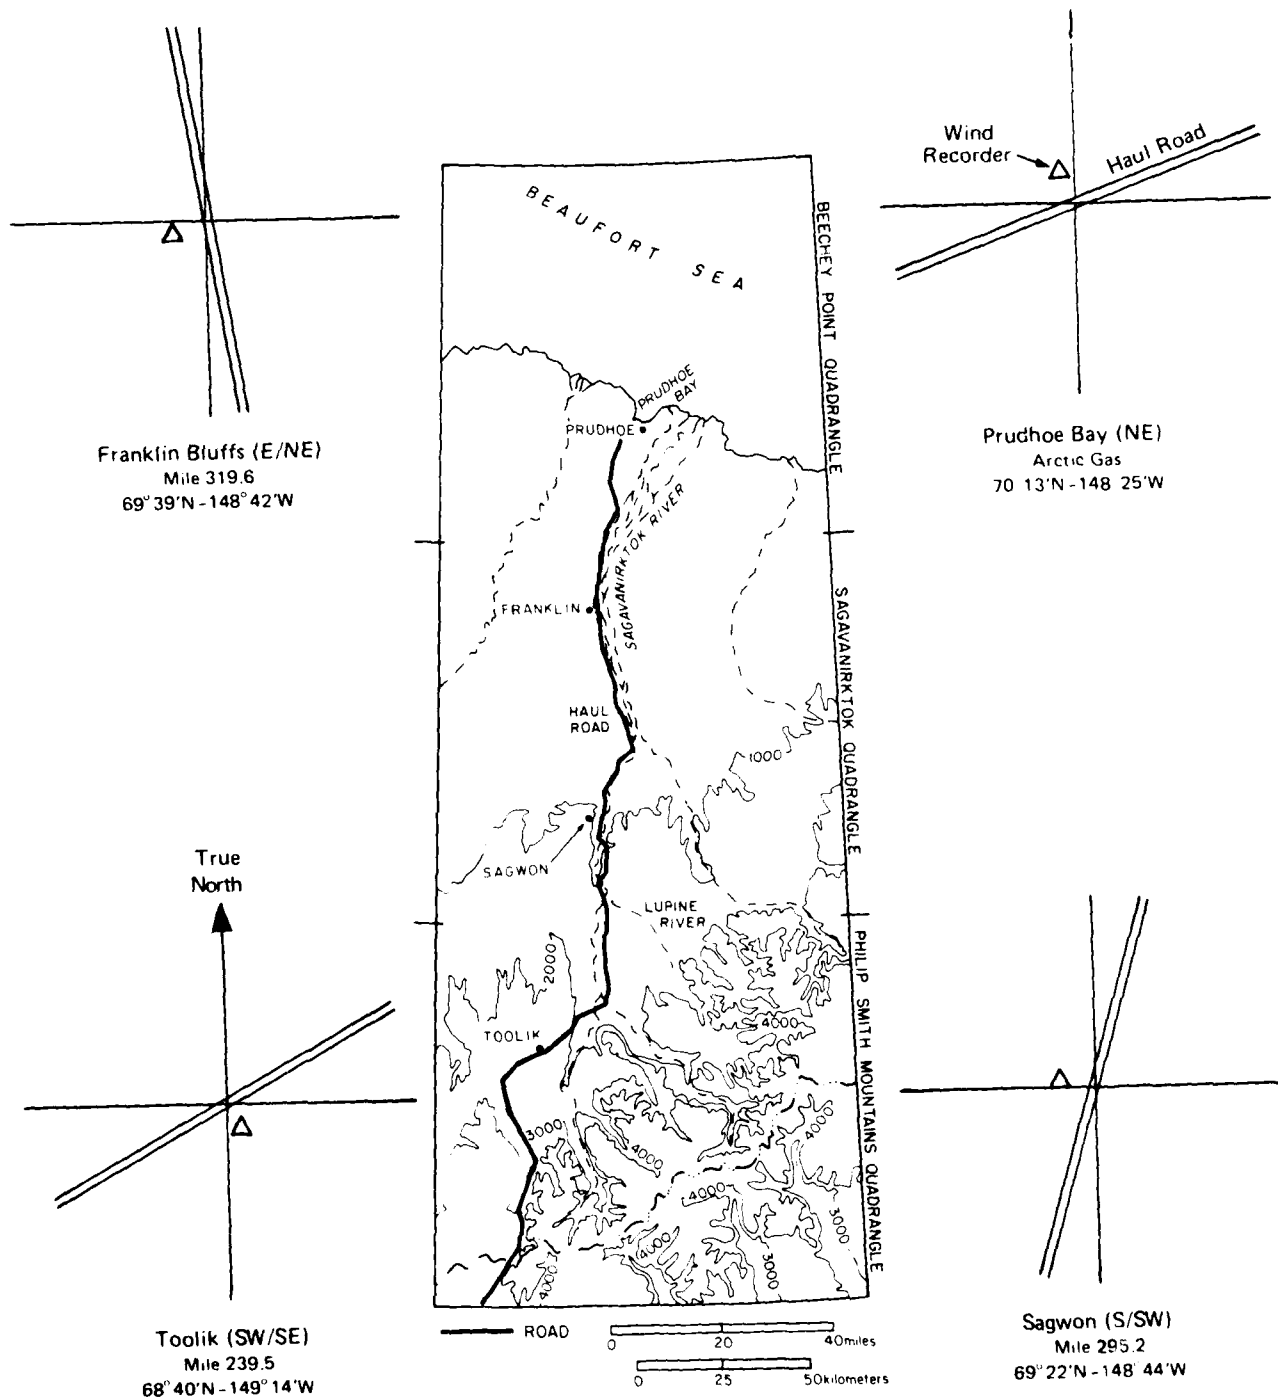 Wind
Recorder
Haul Road
BEAUFORT SEA
BEECHEY POINT QUADRANGLE
PRUDHOE
BAY
PRUDHOE
Franklin Bluffs (E/NE)
Mile 319.6
69°39'N-148°42'W
Prudhoe Bay (NE)
Arctic Gas
70 13'N-148 25'W
SAGAVANIRKTOK RIVER
FRANKLIN
SAGAVANIRKTOK QUADRANGLE
HAUL
ROAD
1000
True
North
SAGWON
LUPINE
RIVER
2000
PHILIP SMITH MOUNTAINS QUADRANGLE
4000
TOOLIK
3000
4000
4000
4000
3000
4000
4000
3000
ROAD
0 20 40miles
0 25 50kilometers
Toolik (SW/SE)
Mile 239.5
68°40'N-149°14'W
Sagwon (S/SW)
Mile 295.2
69°22'N-148°44'W